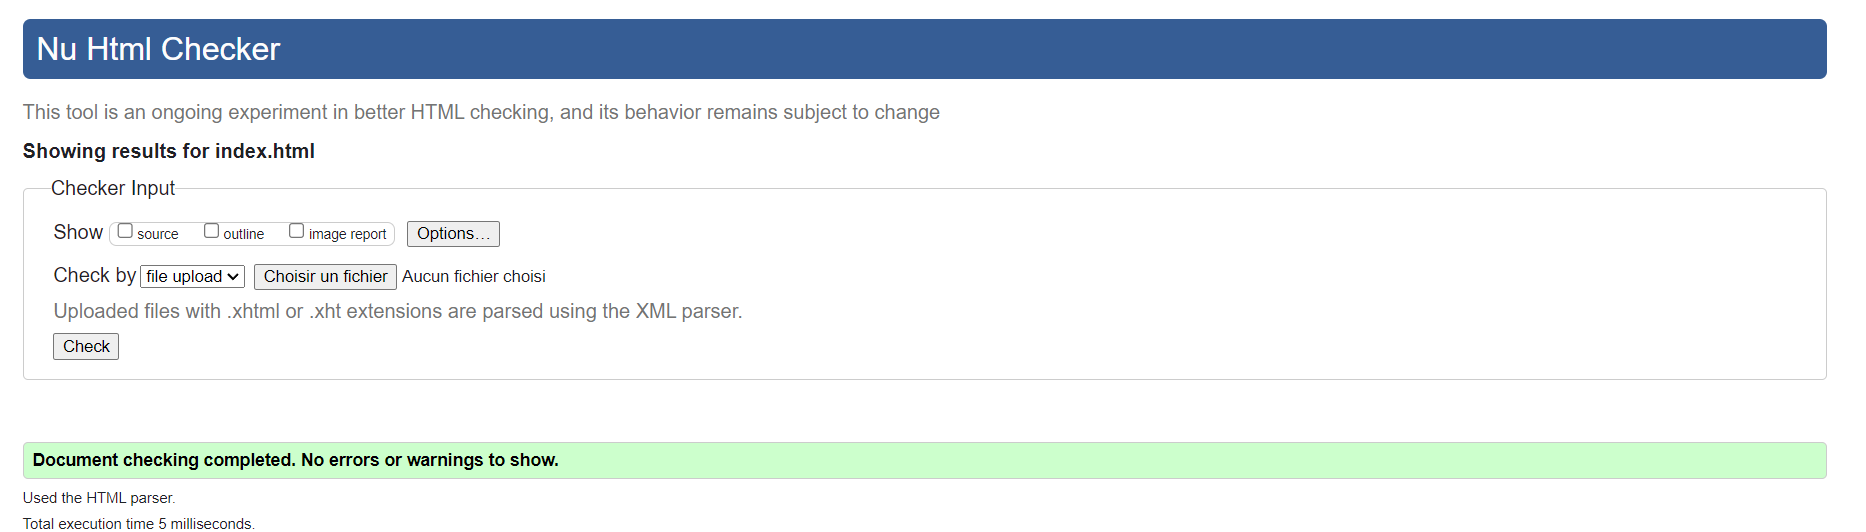 Nu Html Checker
This tool is an ongoing experiment in better HTML checking, and its behavior remains subject to change
Showing results for index.html
Checker Input
Show source outline image report Options...
Check by file upload Choisir un fichier Aucun fichier choisi
Uploaded files with .xhtml or .xht extensions are parsed using the XML parser.
Check
Document checking completed. No errors or warnings to show.
Used the HTML parser.
Total execution time 5 milliseconds.